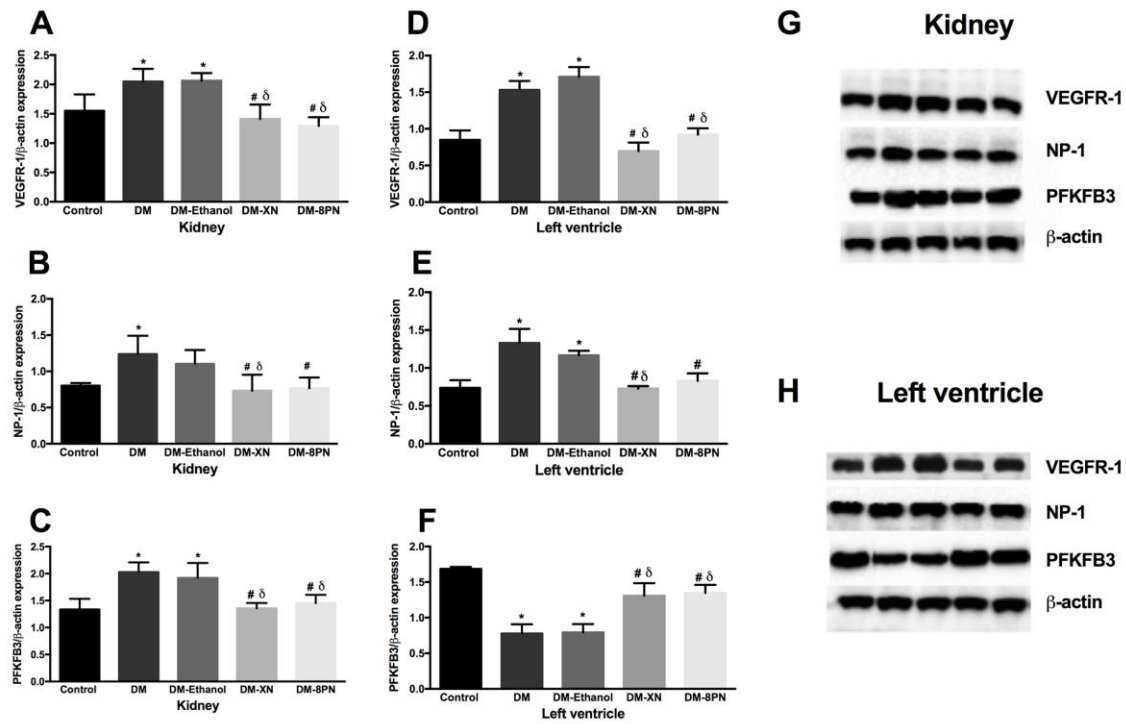 A
VEGFR-1/β-actin expression
2.5
2.0
1.5
1.0
0.5
0.0
* * # δ # δ
Control DM DM-Ethanol DM-XN DM-8PN
Kidney
B
NP-1/β-actin expression
2.0
1.5
1.0
0.5
0.0
* # δ #
Control DM DM-Ethanol DM-XN DM-8PN
Kidney
C
PFKFB3/β-actin expression
2.5
2.0
1.5
1.0
0.5
0.0
* * # δ # δ
Control DM DM-Ethanol DM-XN DM-8PN
Kidney
D
VEGFR-1/β-actin expression
2.5
2.0
1.5
1.0
0.5
0.0
* * # δ # δ
Control DM DM-Ethanol DM-XN DM-8PN
Left ventricle
E
NP-1/β-actin expression
2.0
1.5
1.0
0.5
0.0
* * # δ #
Control DM DM-Ethanol DM-XN DM-8PN
Left ventricle
F
PFKFB3/β-actin expression
2.0
1.5
1.0
0.5
0.0
* * # δ # δ
Control DM DM-Ethanol DM-XN DM-8PN
Left ventricle
G Kidney
VEGFR-1
NP-1
PFKFB3
β-actin
H Left ventricle
VEGFR-1
NP-1
PFKFB3
β-actin